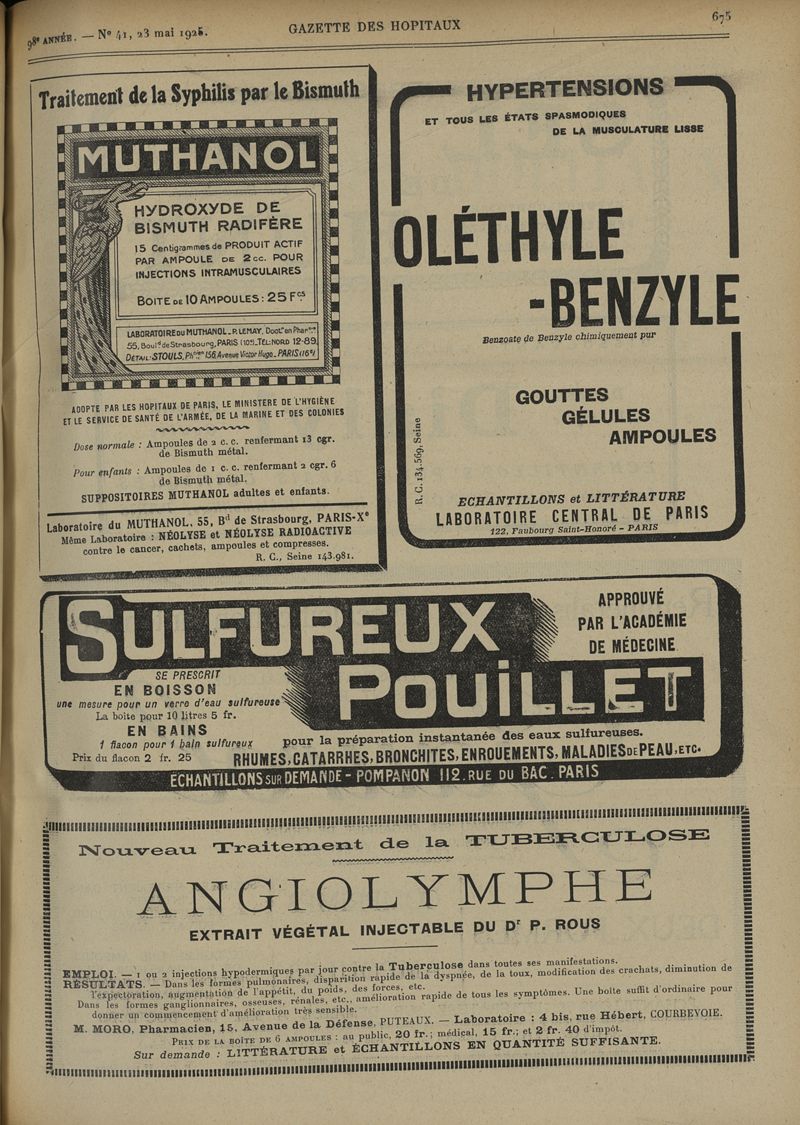 98e ANNÉE. — No 41, 23 mai 1925.
GAZETTE DES HOPITAUX
675
Traitement de la Syphilis par le Bismuth
MUTHANOL
HYDROXYDE DE
BISMUTH RADIFÈRE
15 Centigrammes de PRODUIT ACTIF
PAR AMPOULE DE 2cc. POUR
INJECTIONS INTRAMUSCULAIRES
BOITE DE 10 AMPOULES : 25 Fcs
LABORATOIRE DU MUTHANOL_P.LEMAY, Doctr en Pharcie
55, Bould de Strasbourg, PARIS (10e)_TEL: NORD 12-89,
DETAIL: STOULS, Phcien 156, Avenue Victor Hugo_PARIS (16e)
ADOPTÉ PAR LES HOPITAUX DE PARIS, LE MINISTERE DE L'HYGIÈNE
ET LE SERVICE DE SANTÉ DE L'ARMÉE, DE LA MARINE ET DES COLONIES
Dose normale : Ampoules de 2 c. c. renfermant 13 cgr.
de Bismuth métal.
Pour enfants : Ampoules de 1 c. c. renfermant 2 cgr. 6
de Bismuth métal.
SUPPOSITOIRES MUTHANOL adultes et enfants.
Laboratoire du MUTHANOL, 55, Bd de Strasbourg, PARIS-Xe
Même Laboratoire : NÉOLYSE et NÉOLYSE RADIOACTIVE
contre le cancer, cachets, ampoules et compresses.
R. C., Seine 143.981.
HYPERTENSIONS
ET TOUS LES ÉTATS SPASMODIQUES
DE LA MUSCULATURE LISSE
OLÉTHYLE
-BENZYLE
Benzoate de Benzyle chimiquement pur
GOUTTES
GÉLULES
AMPOULES
R. C. 134.569, Seine
ECHANTILLONS et LITTÉRATURE
LABORATOIRE CENTRAL DE PARIS
122, Faubourg Saint-Honoré - PARIS
SULFUREUX
POUILLET
APPROUVÉ
PAR L'ACADÉMIE
DE MÉDECINE
SE PRESCRIT
EN BOISSON
une mesure pour un verre d'eau sulfureuse
La boite pour 10 litres 5 fr.
EN BAINS
1 flacon pour 1 bain sulfureux
Prix du flacon 2 fr. 25
pour la préparation instantanée des eaux sulfureuses.
RHUMES, CATARRHES, BRONCHITES, ENROUEMENTS, MALADIES DE PEAU, ETC.
ÉCHANTILLONS SUR DEMANDE - POMPANON 112. RUE DU BAC. PARIS
Nouveau Traitement de la TUBERCULOSE
ANGIOLYMPHE
EXTRAIT VÉGÉTAL INJECTABLE DU Dr P. ROUS
EMPLOI. — 1 ou 2 injections hypodermiques par jour contre la Tuberculose dans toutes ses manifestations.
RÉSULTATS. — Dans les formes pulmonaires, disparition rapide de la dyspnée, de la toux, modification des crachats, diminution de
l'expectoration, augmentation de l'appétit, du poids, des forces, etc.
Dans les formes ganglionnaires, osseuses, rénales, etc., amélioration rapide de tous les symptômes. Une boite suffit d'ordinaire pour
donner un commencement d'amélioration très sensible.
M. MORO, Pharmacien, 15, Avenue de la Défense, PUTEAUX. — Laboratoire : 4 bis, rue Hébert, COURBEVOIE.
PRIX DE LA BOÎTE DE 6 AMPOULES : au public, 20 fr.; médical, 15 fr.; et 2 fr. 40 d'impôt.
Sur demande : LITTÉRATURE et ÉCHANTILLONS EN QUANTITÉ SUFFISANTE.